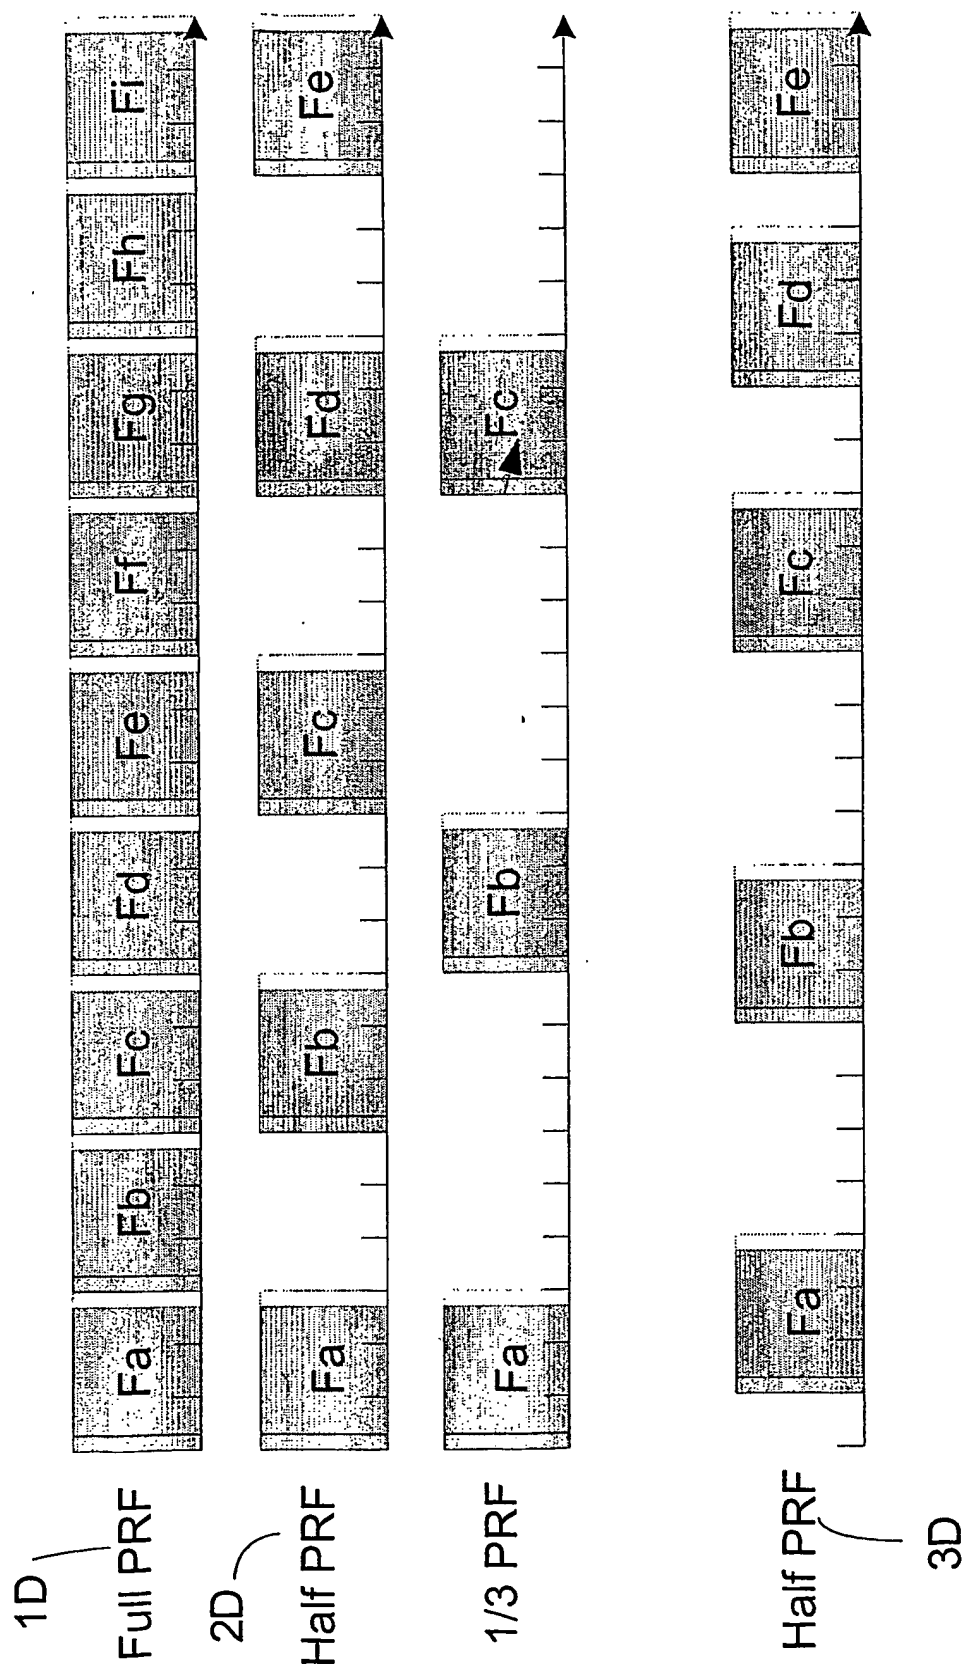 1D
Full PRF
Fa Fb Fc Fd Fe Ff Fg Fh Fi
2D
Half PRF
Fa Fb Fc Fd Fe
1/3 PRF
Fa Fb Fc
Half PRF
3D
Fa Fb Fc Fd Fe